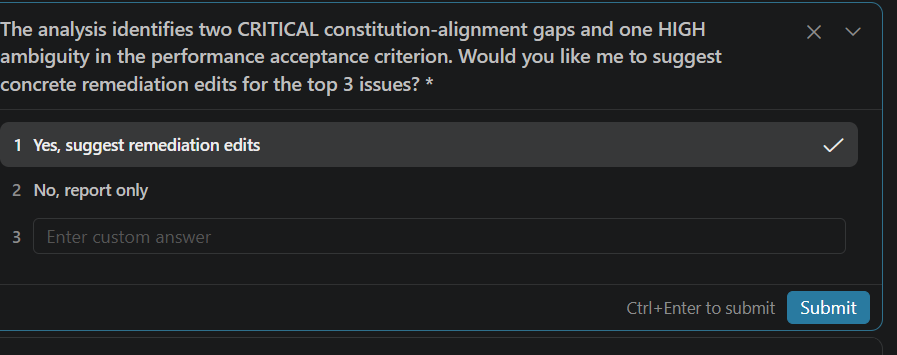 The analysis identifies two CRITICAL constitution-alignment gaps and one HIGH
ambiguity in the performance acceptance criterion. Would you like me to suggest
concrete remediation edits for the top 3 issues? *
1 Yes, suggest remediation edits
2 No, report only
3 Enter custom answer
Ctrl+Enter to submit Submit